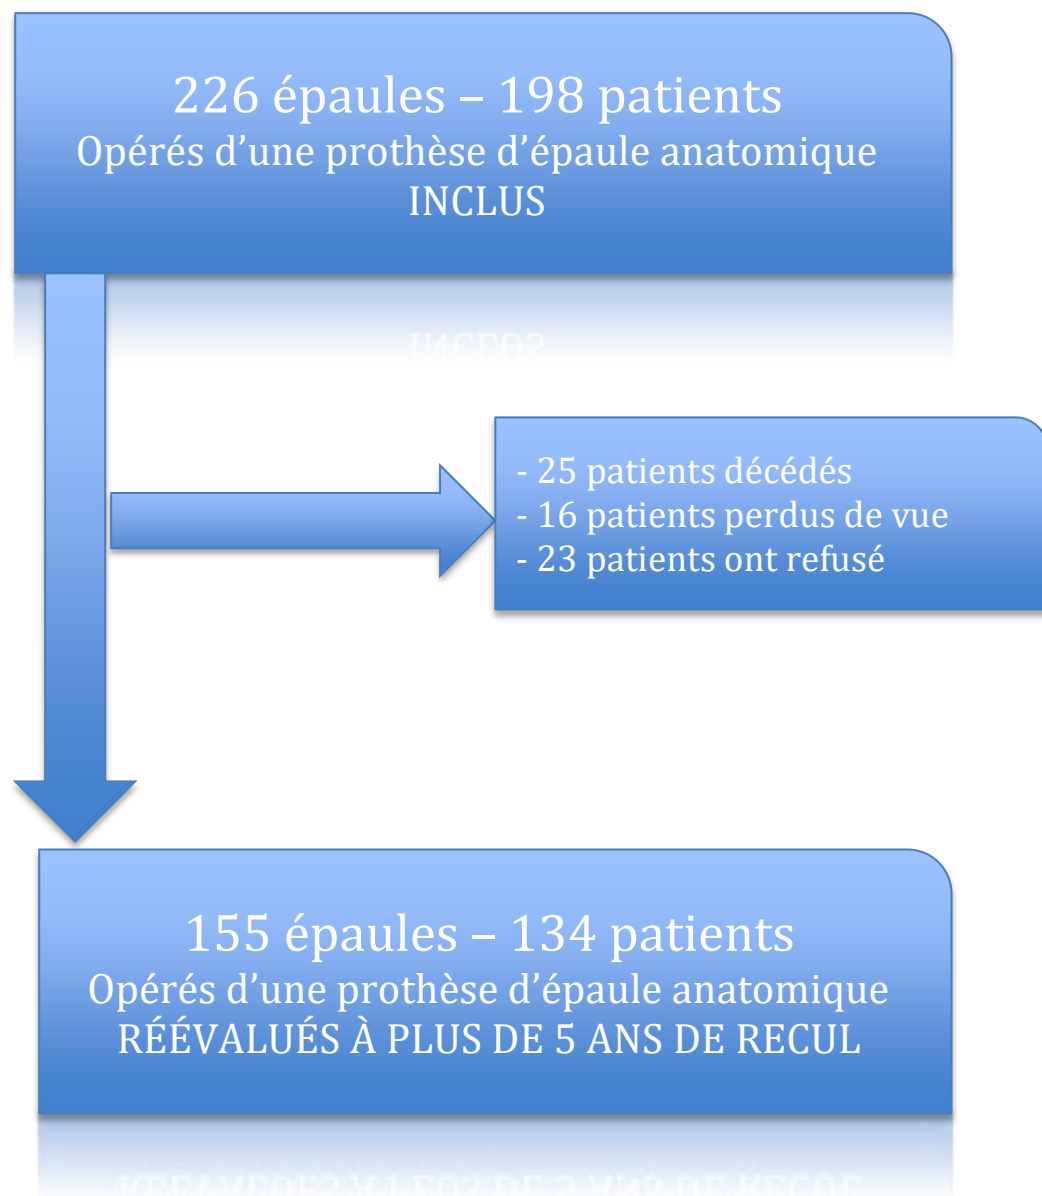 226 épaules – 198 patients
Opérés d’une prothèse d’épaule anatomique
INCLUS
- 25 patients décédés
- 16 patients perdus de vue
- 23 patients ont refusé
155 épaules – 134 patients
Opérés d’une prothèse d’épaule anatomique
RÉÉVALUÉS À PLUS DE 5 ANS DE RECUL